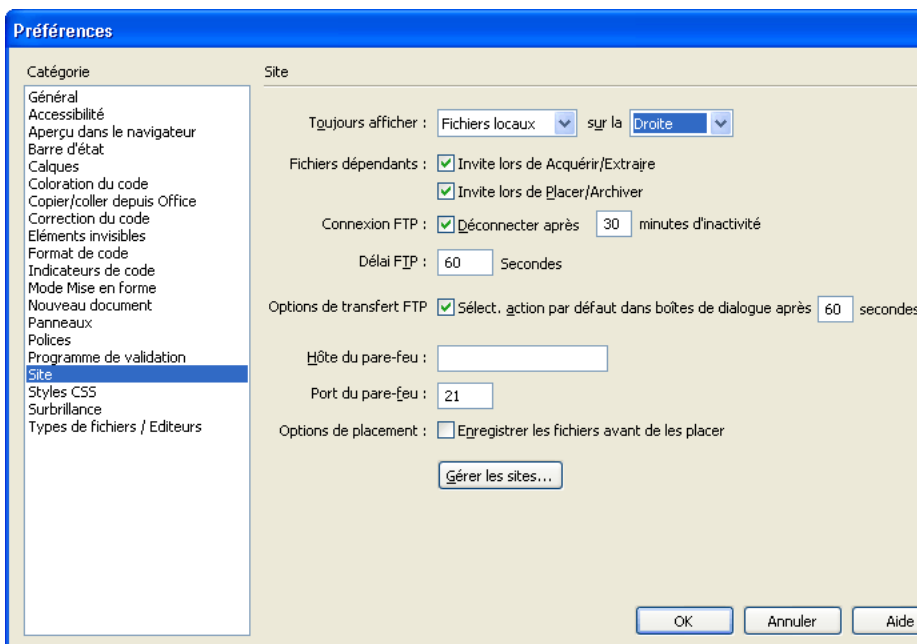 Préférences
Catégorie
Général
Accessibilité
Aperçu dans le navigateur
Barre d'état
Calques
Coloration du code
Copier/coller depuis Office
Correction du code
Eléments invisibles
Format de code
Indicateurs de code
Mode Mise en forme
Nouveau document
Panneaux
Polices
Programme de validation
Site
Styles CSS
Surbrillance
Types de fichiers / Editeurs
Site
Toujours afficher : Fichiers locaux sur la Droite
Fichiers dépendants : Invite lors de Acquérir/Extraire
Invite lors de Placer/Archiver
Connexion FTP : Déconnecter après 30 minutes d'inactivité
Délai FTP : 60 Secondes
Options de transfert FTP Sélect. action par défaut dans boîtes de dialogue après 60 secondes
Hôte du pare-feu :
Port du pare-feu : 21
Options de placement : Enregistrer les fichiers avant de les placer
Gérer les sites...
OK Annuler Aide